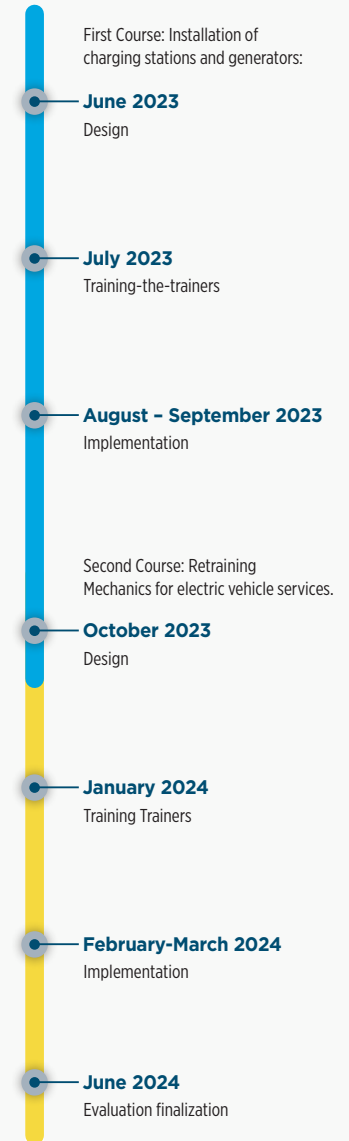 First Course: Installation of
charging stations and generators:
June 2023
Design
July 2023
Training-the-trainers
August – September 2023
Implementation
Second Course: Retraining
Mechanics for electric vehicle services.
October 2023
Design
January 2024
Training Trainers
February-March 2024
Implementation
June 2024
Evaluation finalization